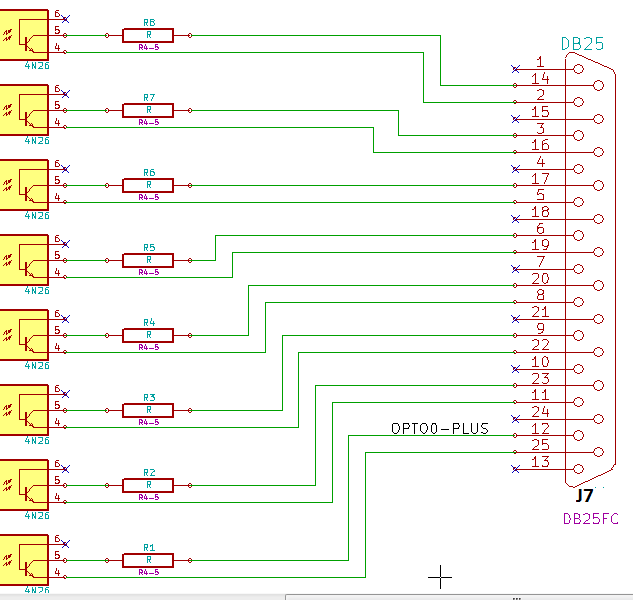 6
5
4
4N26
R8
R
R4-5
6
5
4
4N26
R7
R
R4-5
6
5
4
4N26
R6
R
R4-5
6
5
4
4N26
R5
R
R4-5
6
5
4
4N26
R4
R
R4-5
6
5
4
4N26
R3
R
R4-5
6
5
4
4N26
R2
R
R4-5
6
5
4
4N26
R1
R
R4-5
DB25
1
14
2
15
3
16
4
17
5
18
6
19
7
20
8
21
9
22
10
23
11
24
OPTO0-PLUS 12
25
13
J7
DB25FC